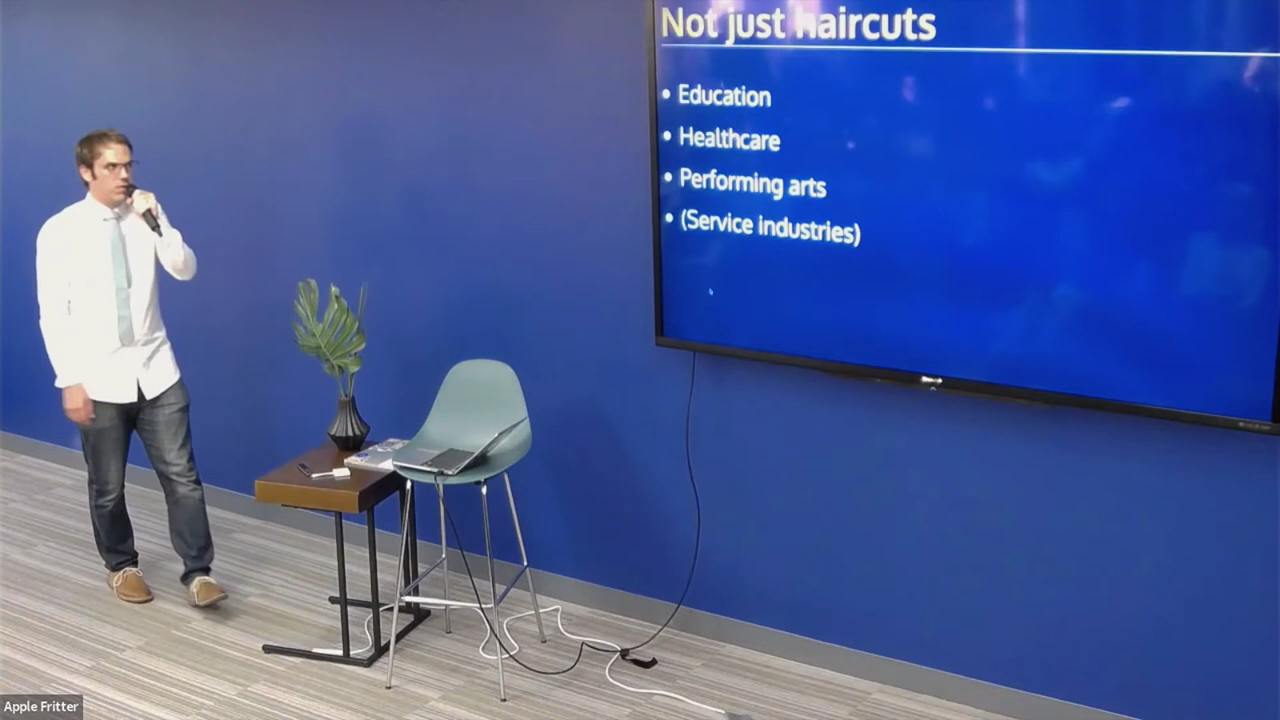 Not just haircuts
• Education
• Healthcare
• Performing arts
• (Service industries)
Apple Fritter